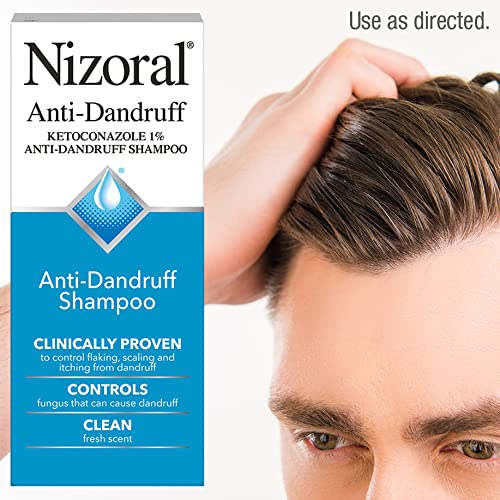 Use as directed.
Nizoral®
Anti-Dandruff
KETOCONAZOLE 1%
ANTI-DANDRUFF SHAMPOO
®
Anti-Dandruff
Shampoo
CLINICALLY PROVEN
to control flaking, scaling and
itching from dandruff
CONTROLS
fungus that can cause dandruff
CLEAN
fresh scent